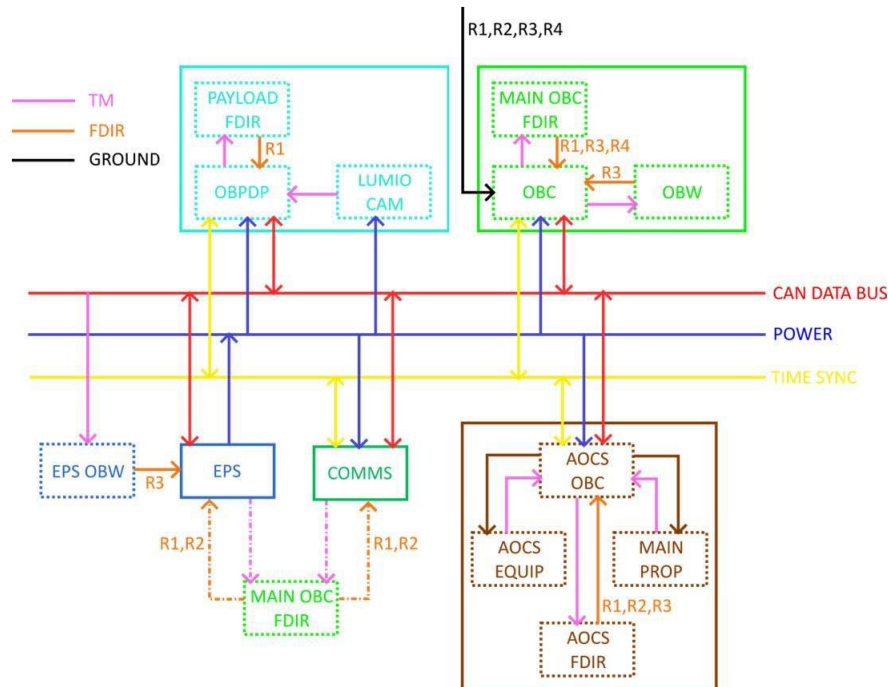 R1,R2,R3,R4
TM
FDIR
GROUND
PAYLOAD
FDIR
R1
OBPDP
LUMIO
CAM
MAIN OBC
FDIR
R1,R3,R4
R3
OBC
OBW
CAN DATA BUS
POWER
TIME SYNC
EPS OBW
R3
EPS
COMMS
R1,R2
R1,R2
MAIN OBC
FDIR
AOCS
OBC
AOCS
EQUIP
MAIN
PROP
R1,R2,R3
AOCS
FDIR